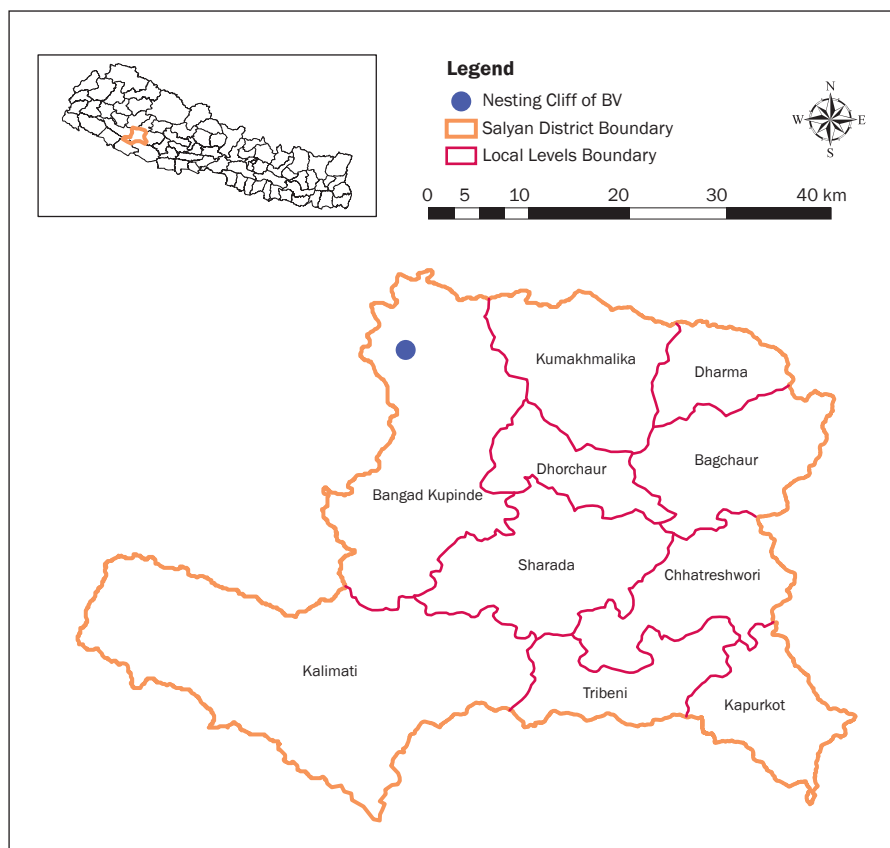 Legend
Nesting Cliff of BV
Salyan District Boundary
Local Levels Boundary
N
W E
S
0 5 10 20 30 40 km
Kumakhmalika
Dharma
Dhorchaur
Bagchaur
Bangad Kupinde
Sharada
Chhatreshwori
Kalimati
Tribeni
Kapurkot